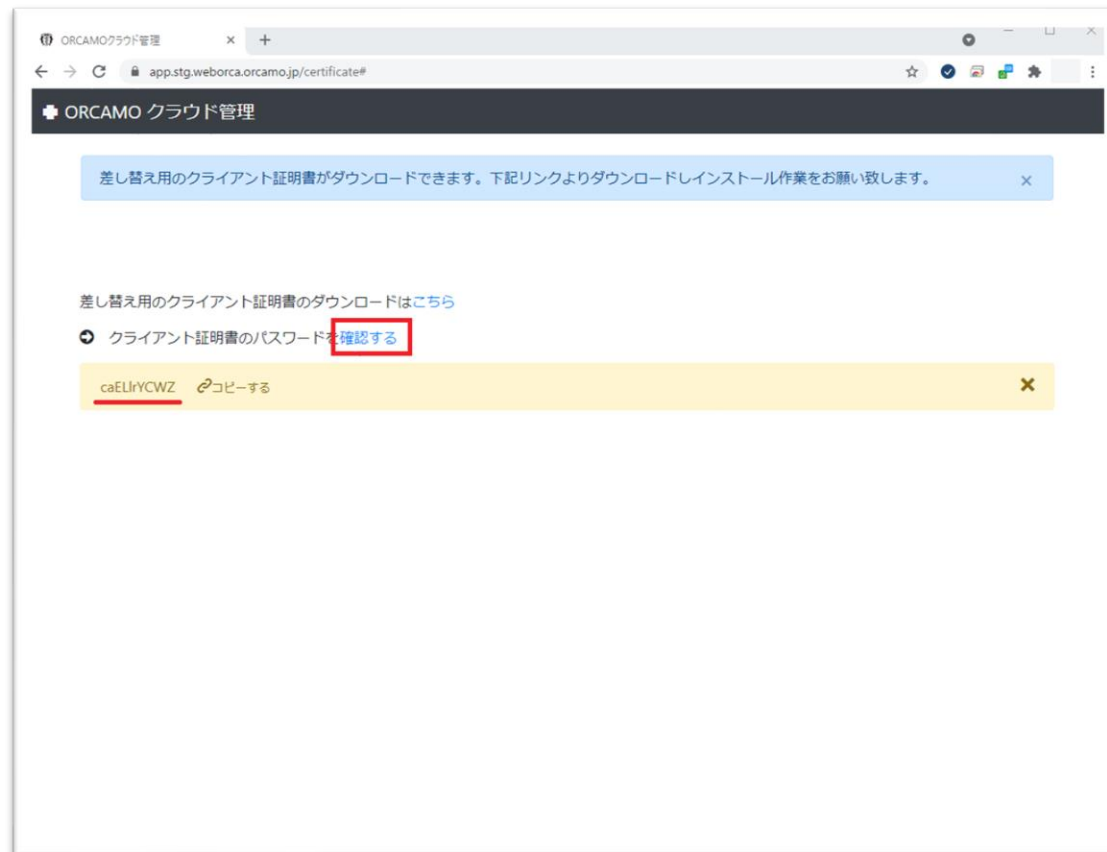 ORCAMOクラウド管理
app.stg.weborca.orcamo.jp/certificate#
ORCAMO クラウド管理
差し替え用のクライアント証明書がダウンロードできます。下記リンクよりダウンロードしインストール作業をお願い致します。
差し替え用のクライアント証明書のダウンロードはこちら
クライアント証明書のパスワードを確認する
caELlrYCWZ コピーする